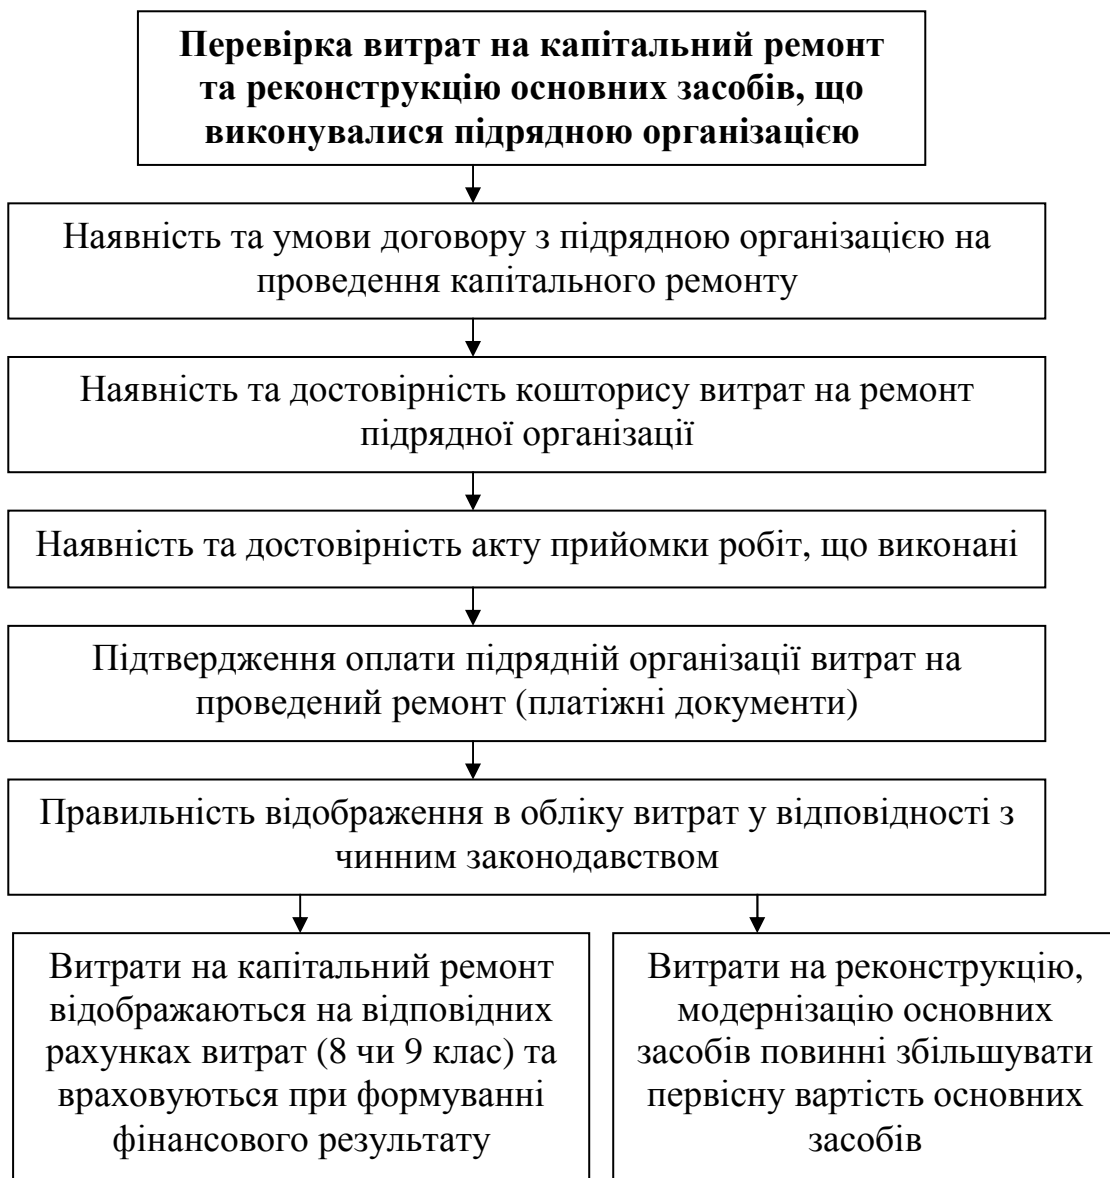 Перевірка витрат на капітальний ремонт
та реконструкцію основних засобів, що
виконувалися підрядною організацією
Наявність та умови договору з підрядною організацією на
проведення капітального ремонту
Наявність та достовірність кошторису витрат на ремонт
підрядної організації
Наявність та достовірність акту прийомки робіт, що виконані
Підтвердження оплати підрядній організації витрат на
проведений ремонт (платіжні документи)
Правильність відображення в обліку витрат у відповідності з
чинним законодавством
Витрати на капітальний ремонт
відображаються на відповідних
рахунках витрат (8 чи 9 клас) та
враховуються при формуванні
фінансового результату
Витрати на реконструкцію,
модернізацію основних
засобів повинні збільшувати
первісну вартість основних
засобів